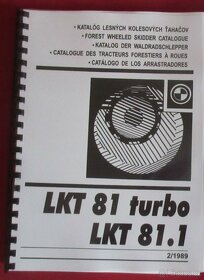 • KATALÓG LESNÝCH KOLESOVÝCH ŤAHAČOV
• FOREST WHEELED SKIDDER CATALOGUE
• KATALOG DER WALDRADSCHLEPPER
• CATALOGUE DES TRACTEURS FORESTIERS À ROUES
• CATÁLOGO DE LOS ARRASTRADORES
LKT 81 turbo
LKT 81.1
2/1989